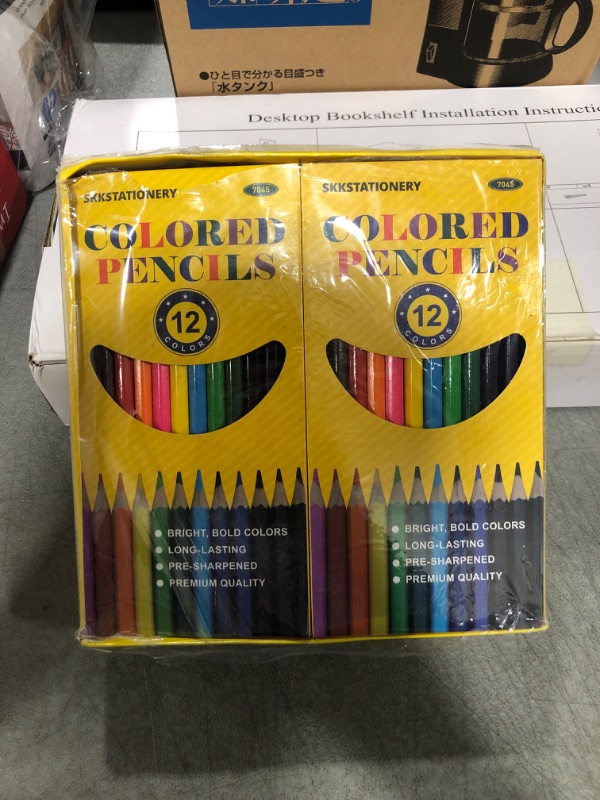 ●ひと目で分かる目盛つき
「水タンク」
Desktop Bookshelf Installation Instructio
SKKSTATIONERY
7045
COLORED
PENCILS
12
COLORS
● BRIGHT, BOLD COLORS
● LONG-LASTING
● PRE-SHARPENED
● PREMIUM QUALITY
SKKSTATIONERY
7045
COLORED
PENCILS
12
COLORS
● BRIGHT, BOLD COLORS
● LONG-LASTING
● PRE-SHARPENED
● PREMIUM QUALITY